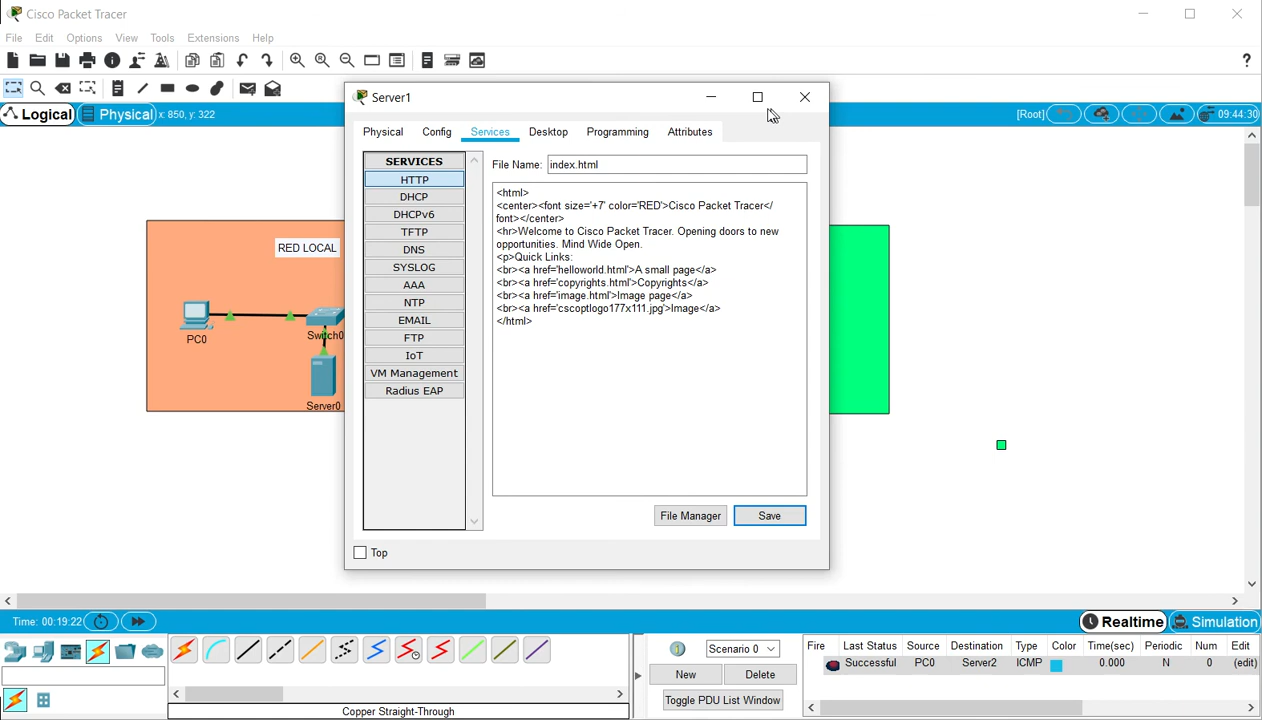 Cisco Packet Tracer
File Edit Options View Tools Extensions Help
?
Logical Physical x: 850, y: 322 [Root] 09:44:30
Server1
Physical Config Services Desktop Programming Attributes
SERVICES
HTTP
DHCP
DHCPv6
TFTP
DNS
SYSLOG
AAA
NTP
EMAIL
FTP
IoT
VM Management
Radius EAP
File Name: index.html
<html>
<center><font size='+7' color='RED'>Cisco Packet Tracer</
font></center>
<hr>Welcome to Cisco Packet Tracer. Opening doors to new
opportunities. Mind Wide Open.
<p>Quick Links:
<br><a href='helloworld.html'>A small page</a>
<br><a href='copyrights.html'>Copyrights</a>
<br><a href='image.html'>Image page</a>
<br><a href='cscoptlogo177x111.jpg'>Image</a>
</html>
File Manager Save
Top
RED LOCAL
PC0
Switch0
Server0
Time: 00:19:22
Realtime Simulation
Copper Straight-Through
Scenario 0
New Delete
Toggle PDU List Window
Fire Last Status Source Destination Type Color Time(sec) Periodic Num Edit
Successful PC0 Server2 ICMP 0.000 N 0 (edit)